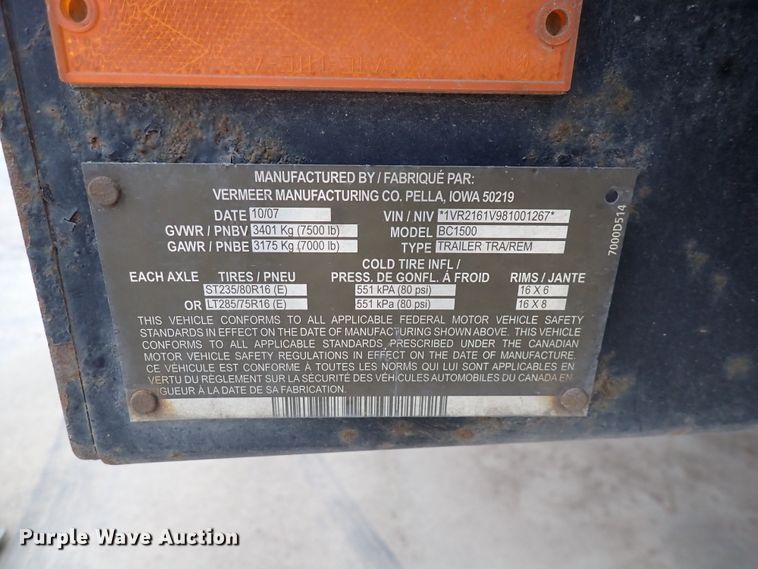 MANUFACTURED BY / FABRIQUÉ PAR:
VERMEER MANUFACTURING CO. PELLA, IOWA 50219
DATE 10/07 VIN / NIV *1VR2161V981001267*
GVWR / PNBV 3401 Kg (7500 lb) MODEL BC1500
GAWR / PNBE 3175 Kg (7000 lb) TYPE TRAILER TRA/REM
COLD TIRE INFL /
EACH AXLE TIRES / PNEU PRESS. DE GONFL. À FROID RIMS / JANTE
ST235/80R16 (E) 551 kPA (80 psi) 16 X 6
OR LT285/75R16 (E) 551 kPa (80 psi) 16 X 8
THIS VEHICLE CONFORMS TO ALL APPLICABLE FEDERAL MOTOR VEHICLE SAFETY
STANDARDS IN EFFECT ON THE DATE OF MANUFACTURING SHOWN ABOVE. THIS VEHICLE
CONFORMS TO ALL APPLICABLE STANDARDS, PRESCRIBED UNDER THE CANADIAN
MOTOR VEHICLE SAFETY REGULATIONS IN EFFECT ON THE DATE OF MANUFACTURE.
CE VÉHICULE EST CONFORME À TOUTES LES NORMS QUI LUI SONT APPLICABLES EN
VERTU DU RÈGLEMENT SUR LA SÉCURITÉ DES VÉHICULES AUTOMOBILES DU CANADA EN
IGUEUR À LA DATE DE SA FABRICATION.
7000D514
Purple Wave Auction